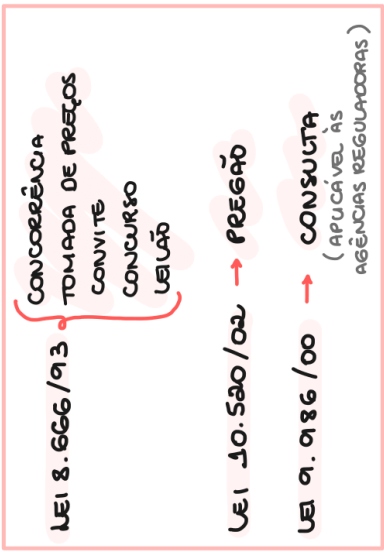 LEI 8.666/93
CONCORRÊNCIA
TOMADA DE PREÇOS
CONVITE
CONCURSO
LEILÃO
LEI 10.520/02 → PREGÃO
LEI 9.986/00 → CONSULTA
(APLICÁVEL ÀS
AGÊNCIAS REGULADORAS)